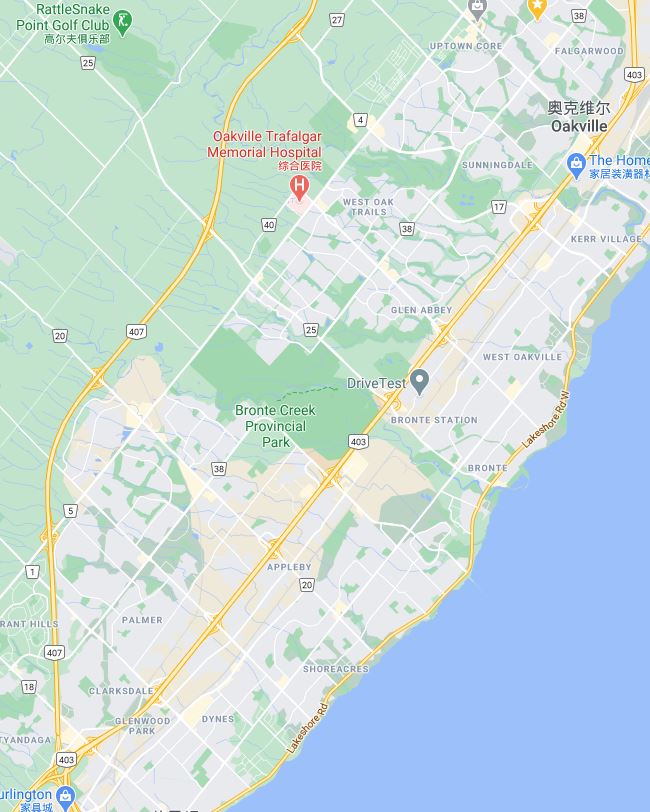 RattleSnake
Point Golf Club
高尔夫俱乐部
27
UPTOWN CORE
FALGARWOOD
25
403
奥克维尔
Oakville
4
Oakville Trafalgar
Memorial Hospital
综合医院
H
SUNNINGDALE
The Home
家居装潢器材
WEST OAK
TRAILS
17
40
38
KERR VILLAGE
GLEN ABBEY
407
20
25
WEST OAKVILLE
DriveTest
Bronte Creek
Provincial
Park
BRONTE STATION
Lakeshore Rd W
403
38
BRONTE
5
1
APPLEBY
20
RANT HILLS
PALMER
407
SHOREACRES
18
CLARKSDALE
GLENWOOD
PARK
DYNES
Lakeshore Rd
TYANDAGA
403
urlington
家具城